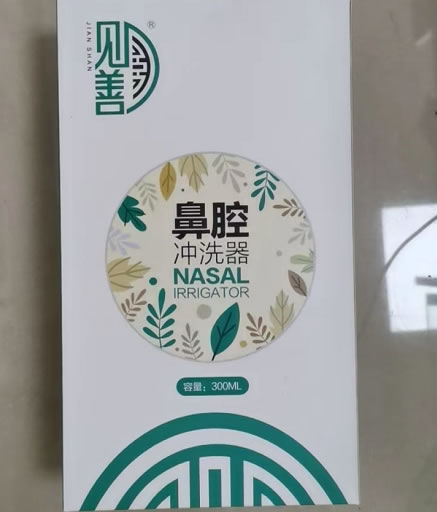 见善
JIAN SHAN
®
鼻腔
冲洗器
NASAL
IRRIGATOR
容量：300ML